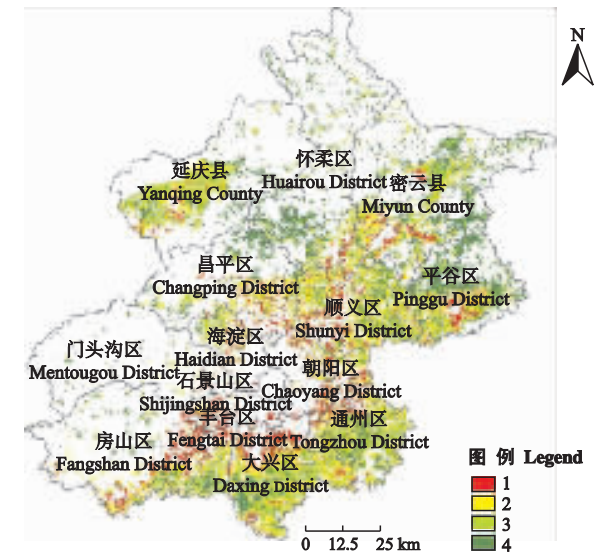 N
怀柔区
Huairou District
延庆县
Yanqing County
密云县
Miyun County
昌平区
Changping District
平谷区
Pinggu District
顺义区
Shunyi District
海淀区
Haidian District
门头沟区
Mentougou District
朝阳区
Chaoyang District
石景山区
Shijingshan District
丰台区
Fengtai District
通州区
Tongzhou District
房山区
Fangshan District
大兴区
Daxing District
图 例 Legend
1
2
3
4
0 12.5 25 km